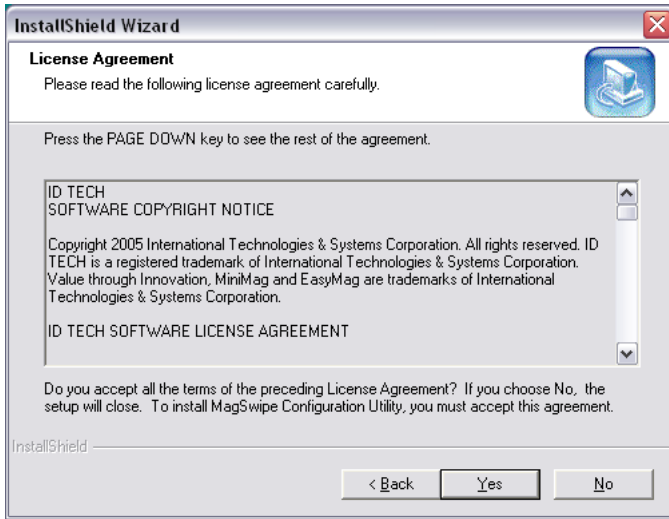 InstallShield Wizard
License Agreement
Please read the following license agreement carefully.
Press the PAGE DOWN key to see the rest of the agreement.
ID TECH
SOFTWARE COPYRIGHT NOTICE
Copyright 2005 International Technologies & Systems Corporation. All rights reserved. ID
TECH is a registered trademark of International Technologies & Systems Corporation.
Value through Innovation, MiniMag and EasyMag are trademarks of International
Technologies & Systems Corporation.
ID TECH SOFTWARE LICENSE AGREEMENT
Do you accept all the terms of the preceding License Agreement? If you choose No, the
setup will close. To install MagSwipe Configuration Utility, you must accept this agreement.
InstallShield
< Back
Yes
No